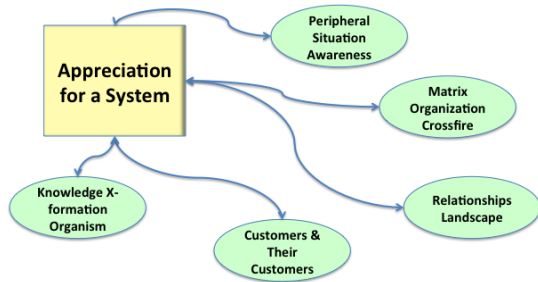 Appreciation
for a System
Peripheral
Situation
Awareness
Matrix
Organization
Crossfire
Relationships
Landscape
Customers &
Their
Customers
Knowledge X-
formation
Organism